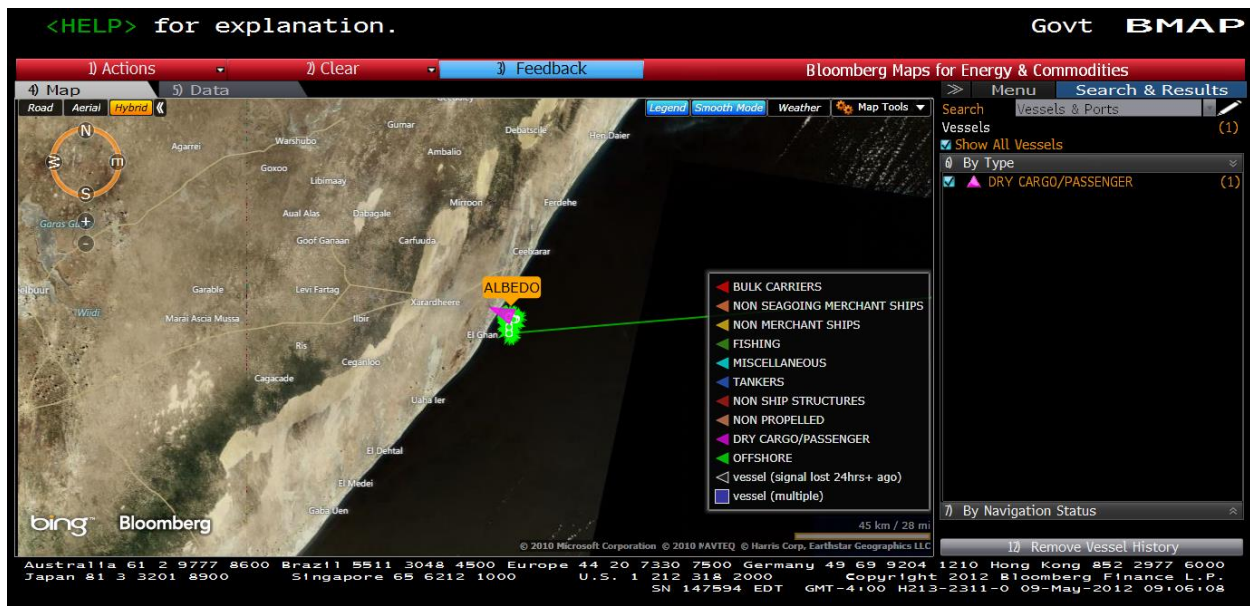 <HELP> for explanation. Govt BMAP
1) Actions 2) Clear 3) Feedback Bloomberg Maps for Energy & Commodities
4) Map 5) Data Menu Search & Results
Road Aerial Hybrid Legend Smooth Mode Weather Map Tools
Search Vessels & Ports
Vessels (1)
Show All Vessels
6) By Type
DRY CARGO/PASSENGER (1)
N
W E
S
+
-
Gumar
Debatscile Hen Daier
Warshubo
Agarrei
Ambalio
Goxoo
Libimaay
Mirroon Ferdehe
Aual Alas Dabagale
Goof Ganaan Carfuuda
Ceelxarar
ALBEDO
Garable Levi Fartag
Xarardheere
Wiidi
Marai Ascia Mussa Ilbir
El Ghan
Ris
Ceganloo
Cagacade
Uaha Ier
El Dehtal
El Medei
Gaba Uen
BULK CARRIERS
NON SEAGOING MERCHANT SHIPS
NON MERCHANT SHIPS
FISHING
MISCELLANEOUS
TANKERS
NON SHIP STRUCTURES
NON PROPELLED
DRY CARGO/PASSENGER
OFFSHORE
vessel (signal lost 24hrs+ ago)
vessel (multiple)
bing Bloomberg
45 km / 28 mi
© 2010 Microsoft Corporation © 2010 NAVTEQ © Harris Corp, Earthstar Geographics LLC
7) By Navigation Status
12) Remove Vessel History
Australia 61 2 9777 8600 Brazil 5511 3048 4500 Europe 44 20 7330 7500 Germany 49 69 9204 1210 Hong Kong 852 2977 6000
Japan 81 3 3201 8900 Singapore 65 6212 1000 U.S. 1 212 318 2000 Copyright 2012 Bloomberg Finance L.P.
SN 147594 EDT GMT-4:00 H213-2311-0 09-May-2012 09:06:08